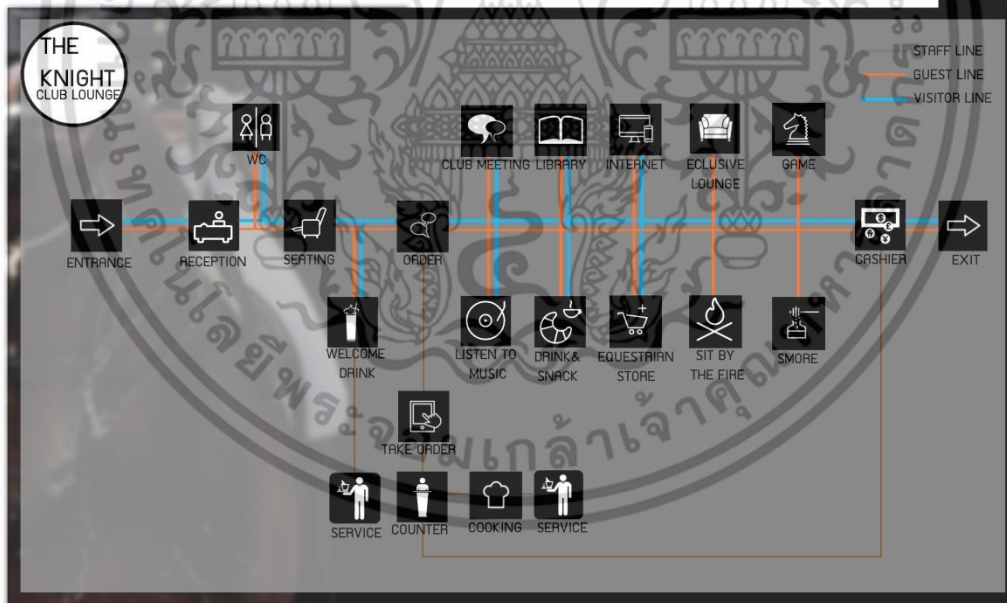 THE
KNIGHT
CLUB LOUNGE
STAFF LINE
GUEST LINE
VISITOR LINE
WC
CLUB MEETING
LIBRARY
INTERNET
ECLUSIVE
LOUNGE
GAME
ENTRANCE
RECEPTION
SEATING
ORDER
CASHIER
EXIT
WELCOME
DRINK
LISTEN TO
MUSIC
DRINK&
SNACK
EQUESTRIAN
STORE
SIT BY
THE FIRE
SMORE
TAKE ORDER
SERVICE
COUNTER
COOKING
SERVICE